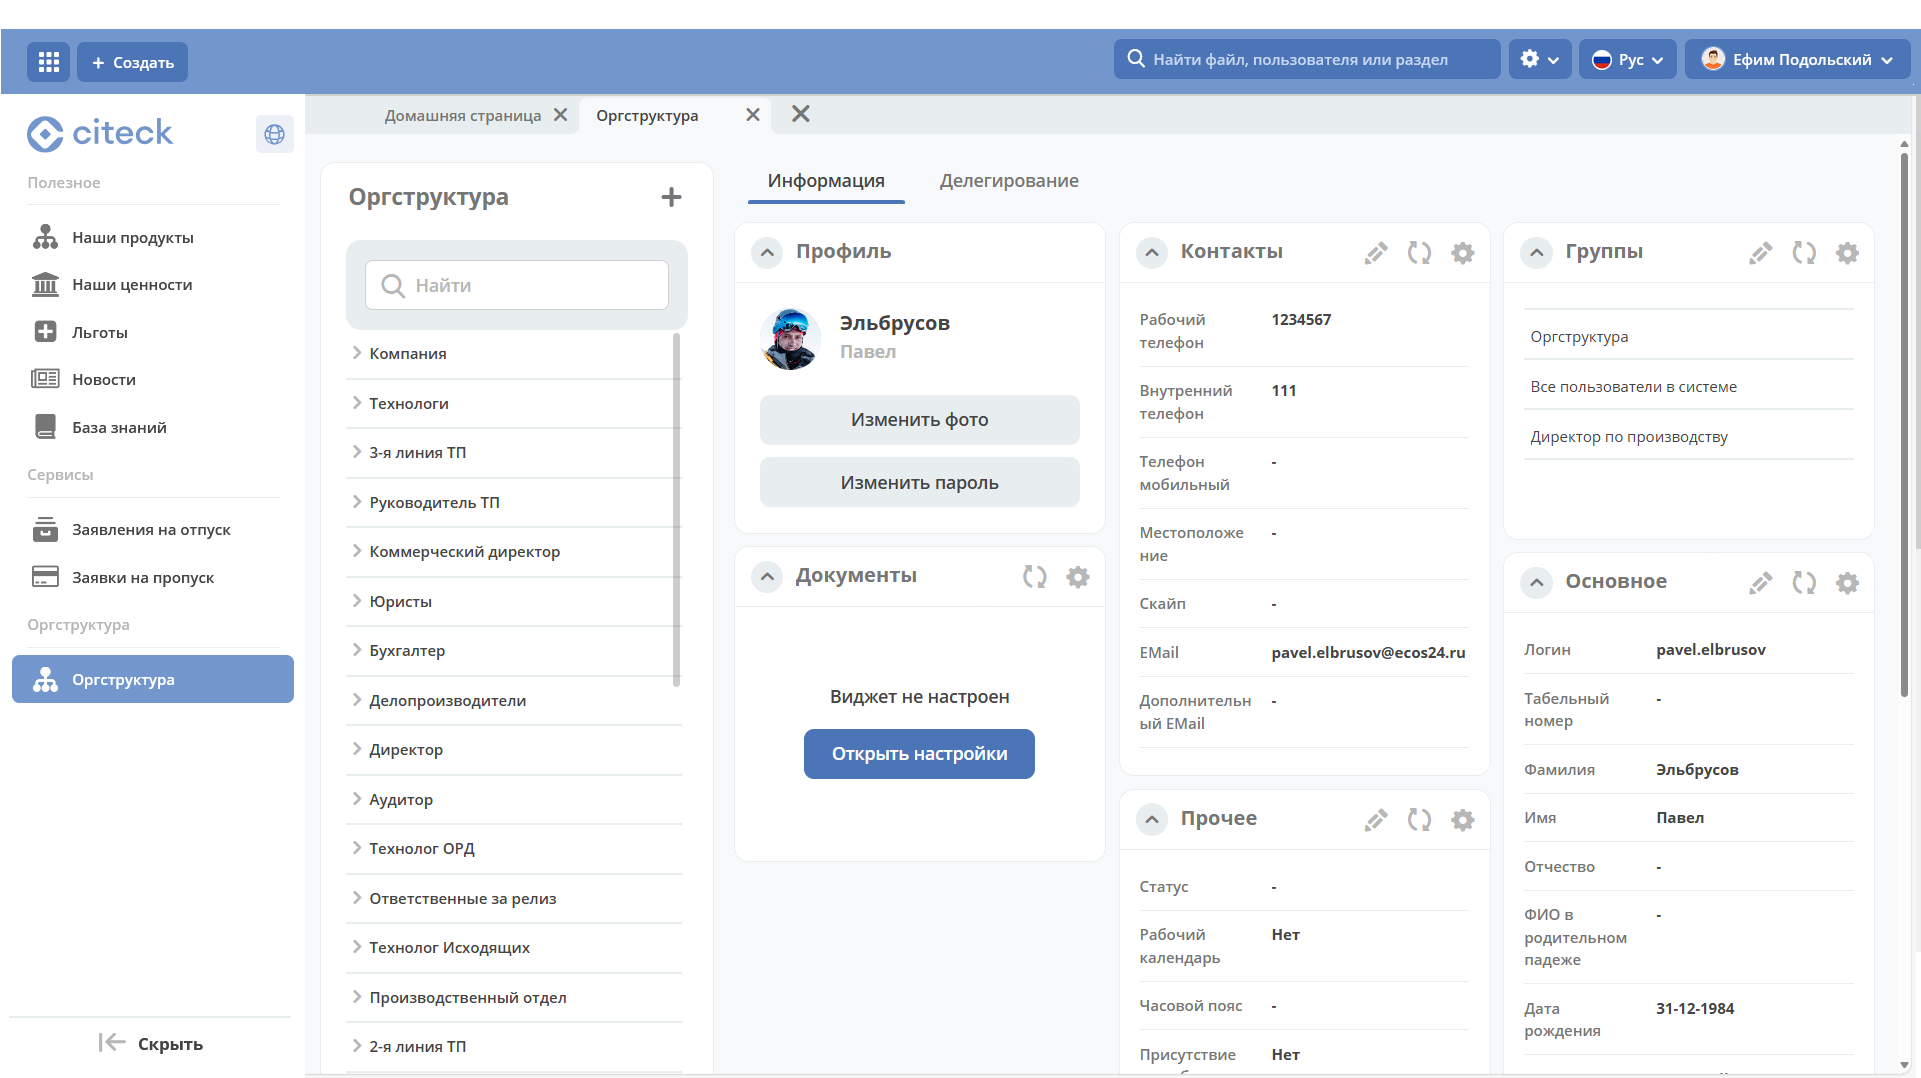 Создать
Найти файл, пользователя или раздел
Рус
Ефим Подольский
citeck
Полезное
Наши продукты
Наши ценности
Льготы
Новости
База знаний
Сервисы
Заявления на отпуск
Заявки на пропуск
Оргструктура
Оргструктура
Скрыть
Домашняя страница
Оргструктура
Оргструктура
Найти
Компания
Технологи
3-я линия ТП
Руководитель ТП
Коммерческий директор
Юристы
Бухгалтер
Делопроизводители
Директор
Аудитор
Технолог ОРД
Ответственные за релиз
Технолог Исходящих
Производственный отдел
2-я линия ТП
Информация
Делегирование
Профиль
Эльбрусов
Павел
Изменить фото
Изменить пароль
Документы
Виджет не настроен
Открыть настройки
Контакты
Рабочий 1234567
телефон
Внутренний 111
телефон
Телефон -
мобильный
Местоположе -
ние
Скайп -
EMail pavel.elbrusov@ecos24.ru
Дополнительн -
ый EMail
Прочее
Статус -
Рабочий Нет
календарь
Часовой пояс -
Присутствие Нет
Группы
Оргструктура
Все пользователи в системе
Директор по производству
Основное
Логин pavel.elbrusov
Табельный -
номер
Фамилия Эльбрусов
Имя Павел
Отчество -
ФИО в -
родительном
падеже
Дата 31-12-1984
рождения